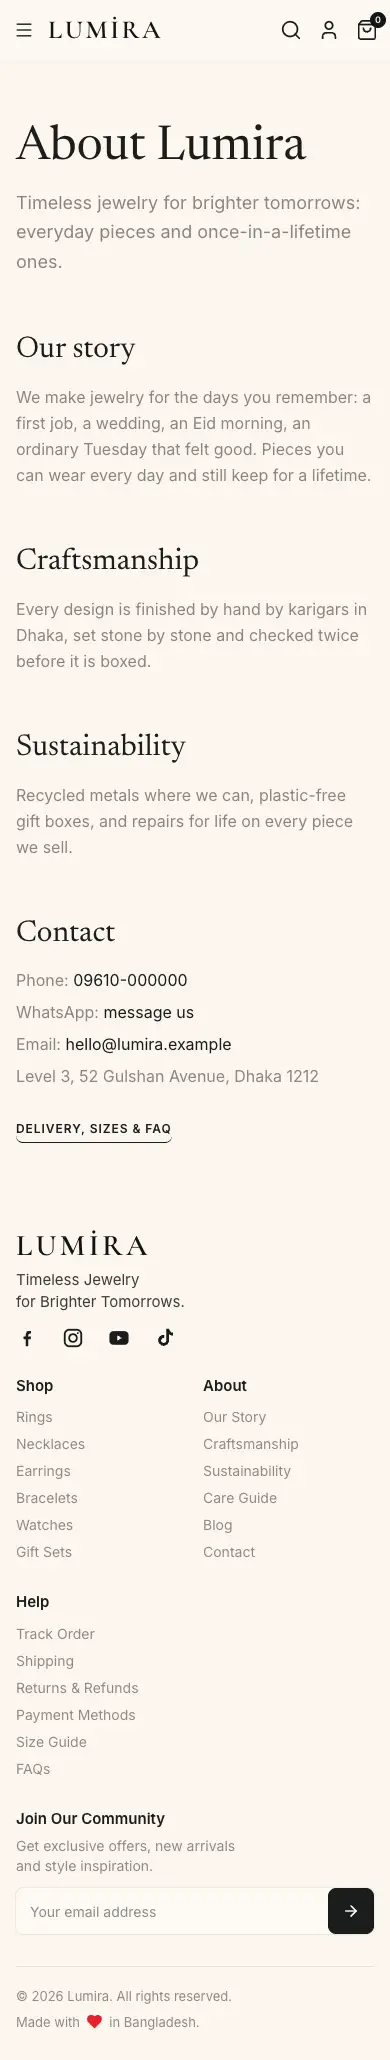 LUMİRA
0
About Lumira
Timeless jewelry for brighter tomorrows:
everyday pieces and once-in-a-lifetime
ones.
Our story
We make jewelry for the days you remember: a
first job, a wedding, an Eid morning, an
ordinary Tuesday that felt good. Pieces you
can wear every day and still keep for a lifetime.
Craftsmanship
Every design is finished by hand by karigars in
Dhaka, set stone by stone and checked twice
before it is boxed.
Sustainability
Recycled metals where we can, plastic-free
gift boxes, and repairs for life on every piece
we sell.
Contact
Phone: 09610-000000
WhatsApp: message us
Email: hello@lumira.example
Level 3, 52 Gulshan Avenue, Dhaka 1212
DELIVERY, SIZES & FAQ
LUMİRA
Timeless Jewelry
for Brighter Tomorrows.
Shop
Rings
Necklaces
Earrings
Bracelets
Watches
Gift Sets
About
Our Story
Craftsmanship
Sustainability
Care Guide
Blog
Contact
Help
Track Order
Shipping
Returns & Refunds
Payment Methods
Size Guide
FAQs
Join Our Community
Get exclusive offers, new arrivals
and style inspiration.
Your email address
© 2026 Lumira. All rights reserved.
Made with ❤ in Bangladesh.